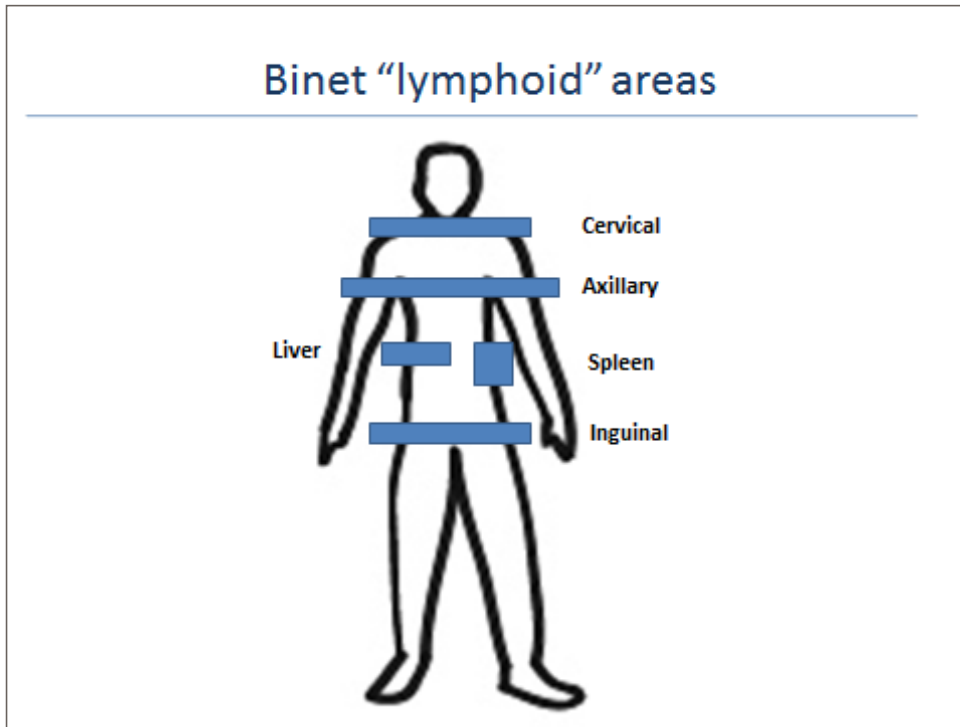 Binet “lymphoid” areas
Cervical
Axillary
Liver
Spleen
Inguinal